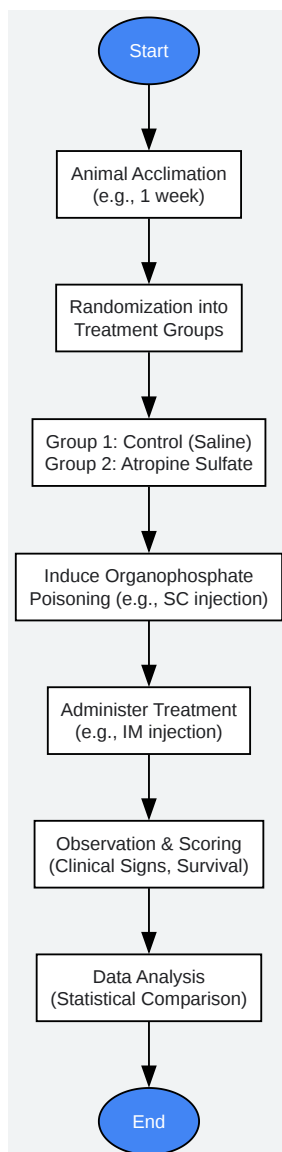 Start
Animal Acclimation
(e.g., 1 week)
Randomization into
Treatment Groups
Group 1: Control (Saline)
Group 2: Atropine Sulfate
Induce Organophosphate
Poisoning (e.g., SC injection)
Administer Treatment
(e.g., IM injection)
Observation & Scoring
(Clinical Signs, Survival)
Data Analysis
(Statistical Comparison)
End